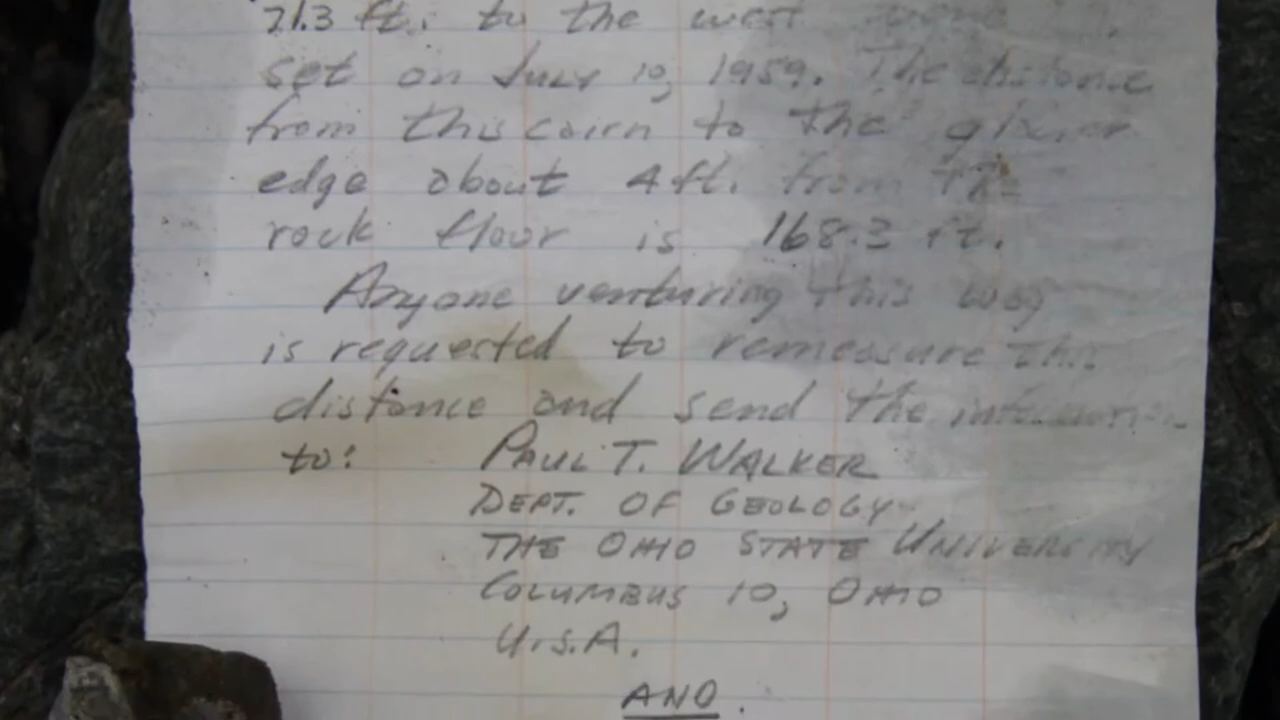 71.3 ft. to the west
set on July 10, 1959. The distance
from this cairn to the glacier
edge about 4 ft. from the
rock floor is 168.3 ft.
Anyone venturing this way
is requested to remeasure this
distance and send the information
to: PAUL T. WALKER
DEPT. OF GEOLOGY
THE OHIO STATE UNIVERSITY
COLUMBUS 10, OHIO
U.S.A.
AND.